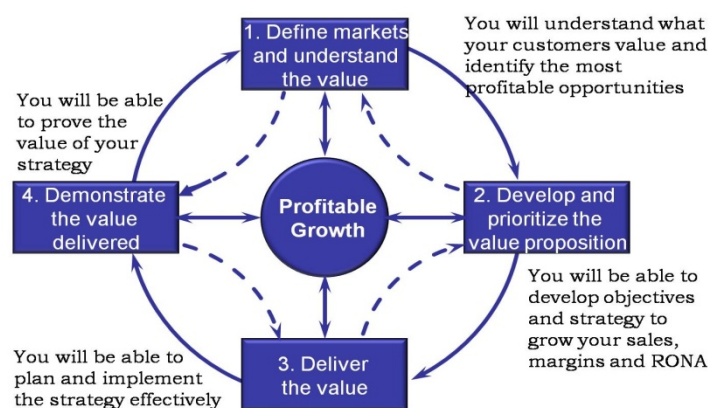 1. Define markets
and understand
the value
You will understand what
your customers value and
identify the most
profitable opportunities
You will be able
to prove the
value of your
strategy
4. Demonstrate
the value
delivered
Profitable
Growth
2. Develop and
prioritize the
value proposition
You will be able to
develop objectives
and strategy to
grow your sales,
margins and RONA
You will be able to
plan and implement
the strategy effectively
3. Deliver
the value